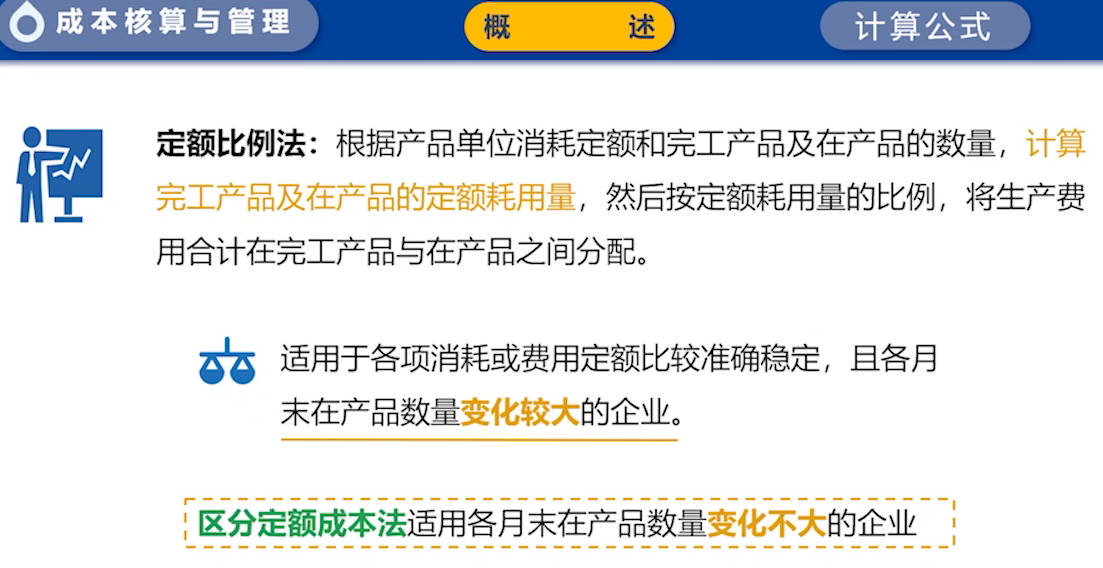 成本核算与管理
概 述
计算公式
定额比例法：根据产品单位消耗定额和完工产品及在产品的数量，计算
完工产品及在产品的定额耗用量，然后按定额耗用量的比例，将生产费
用合计在完工产品与在产品之间分配。
适用于各项消耗或费用定额比较准确稳定，且各月
末在产品数量变化较大的企业。
区分定额成本法适用各月末在产品数量变化不大的企业